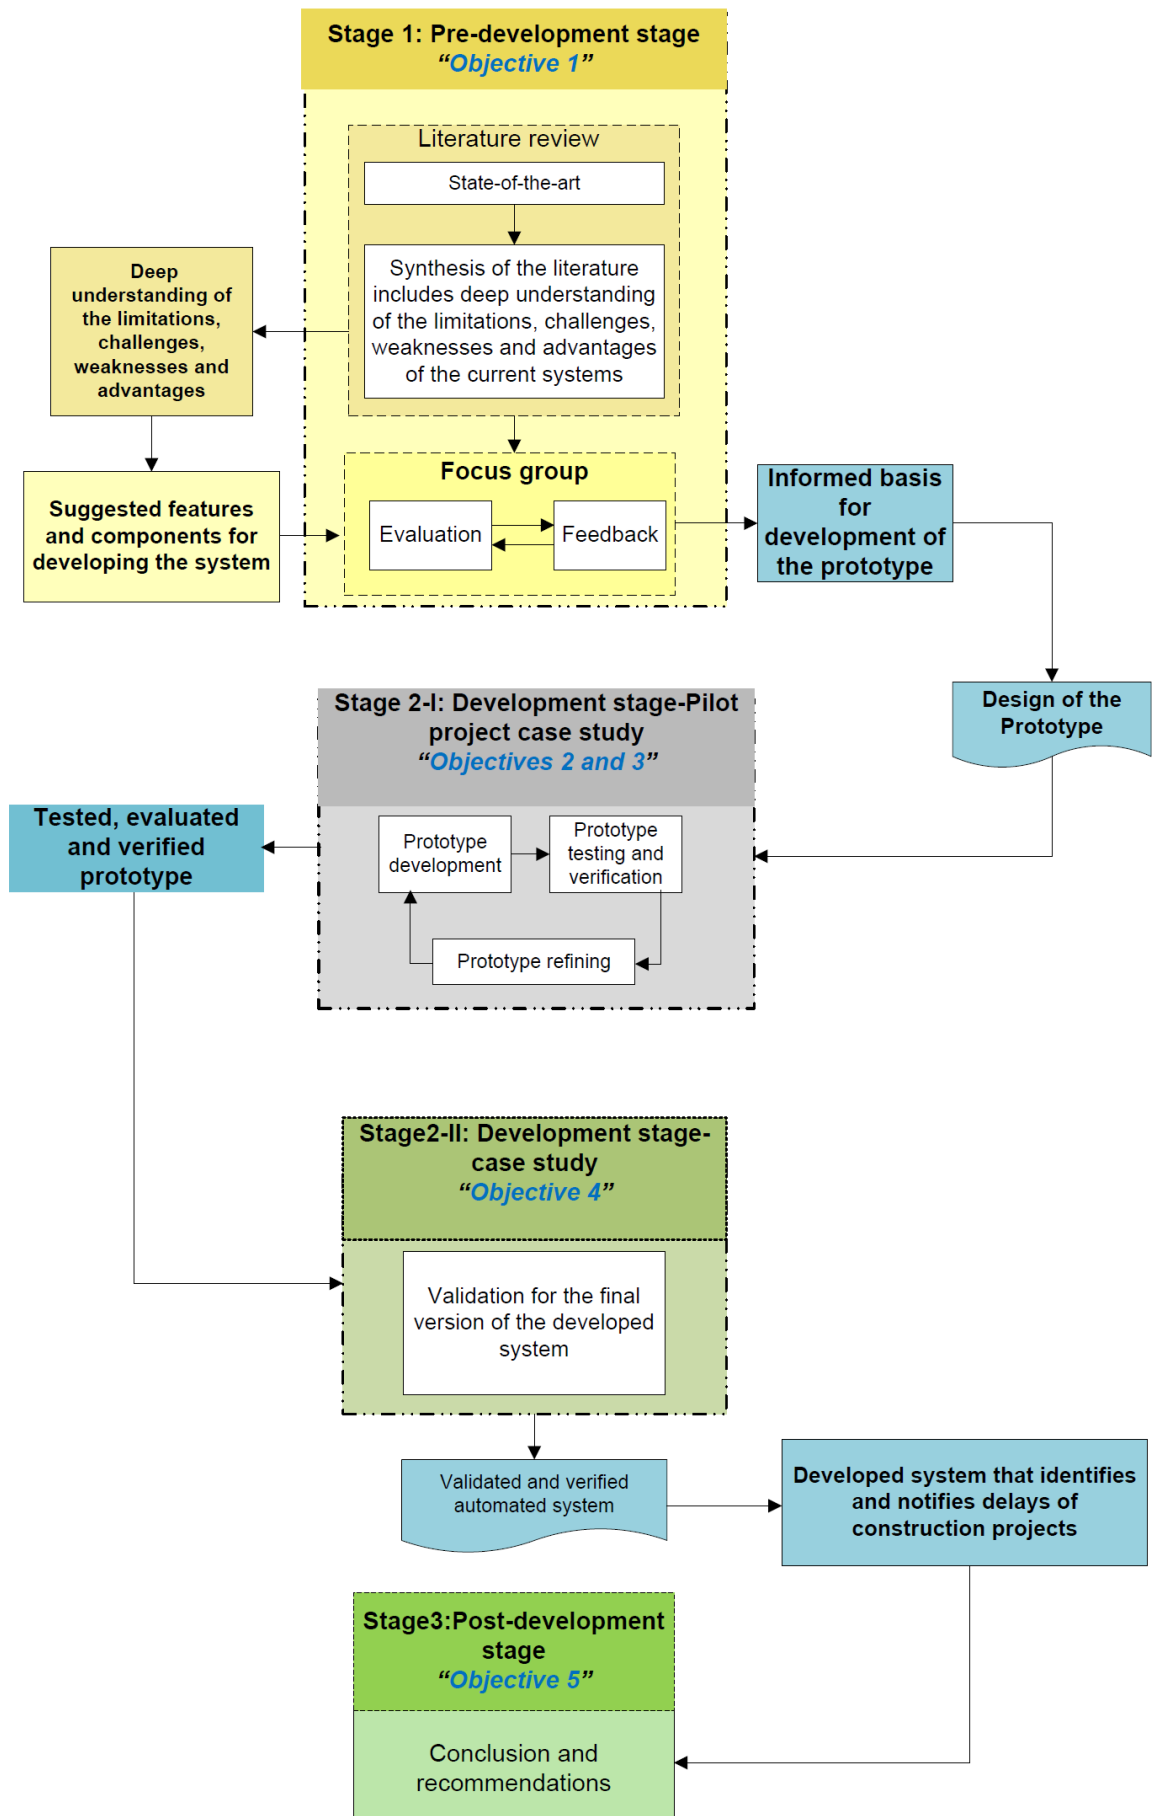 Stage 1: Pre-development stage
“Objective 1”
Literature review
State-of-the-art
Synthesis of the literature
includes deep understanding
of the limitations, challenges,
weaknesses and advantages
of the current systems
Deep
understanding of
the limitations,
challenges,
weaknesses and
advantages
Suggested features
and components for
developing the system
Focus group
Evaluation
Feedback
Informed basis
for
development of
the prototype
Design of the
Prototype
Stage 2-I: Development stage-Pilot
project case study
“Objectives 2 and 3”
Prototype
development
Prototype
testing and
verification
Prototype refining
Tested, evaluated
and verified
prototype
Stage2-II: Development stage-
case study
“Objective 4”
Validation for the final
version of the developed
system
Validated and verified
automated system
Developed system that identifies
and notifies delays of
construction projects
Stage3:Post-development
stage
“Objective 5”
Conclusion and
recommendations